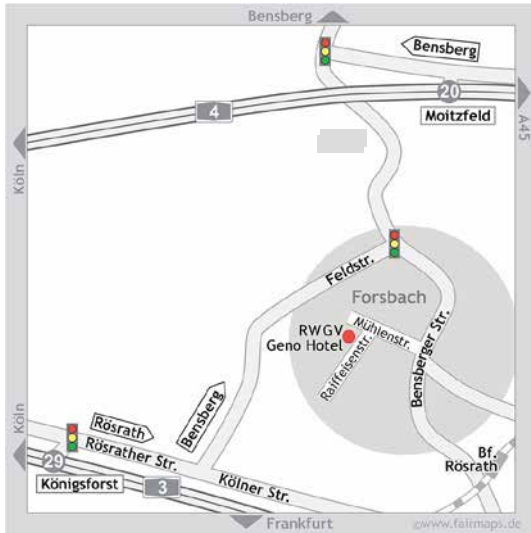 Bensberg
Bensberg
20
Moitzfeld
4
A45
Köln
Feldstr.
Forsbach
RWGV
Geno Hotel
Mühlenstr.
Raiffeisenstr.
Bensberger Str.
Köln
Rösrath
Bensberg
Rösrather Str.
29
Königsforst
3
Kölner Str.
Bf.
Rösrath
Frankfurt
©www.fairmaps.de